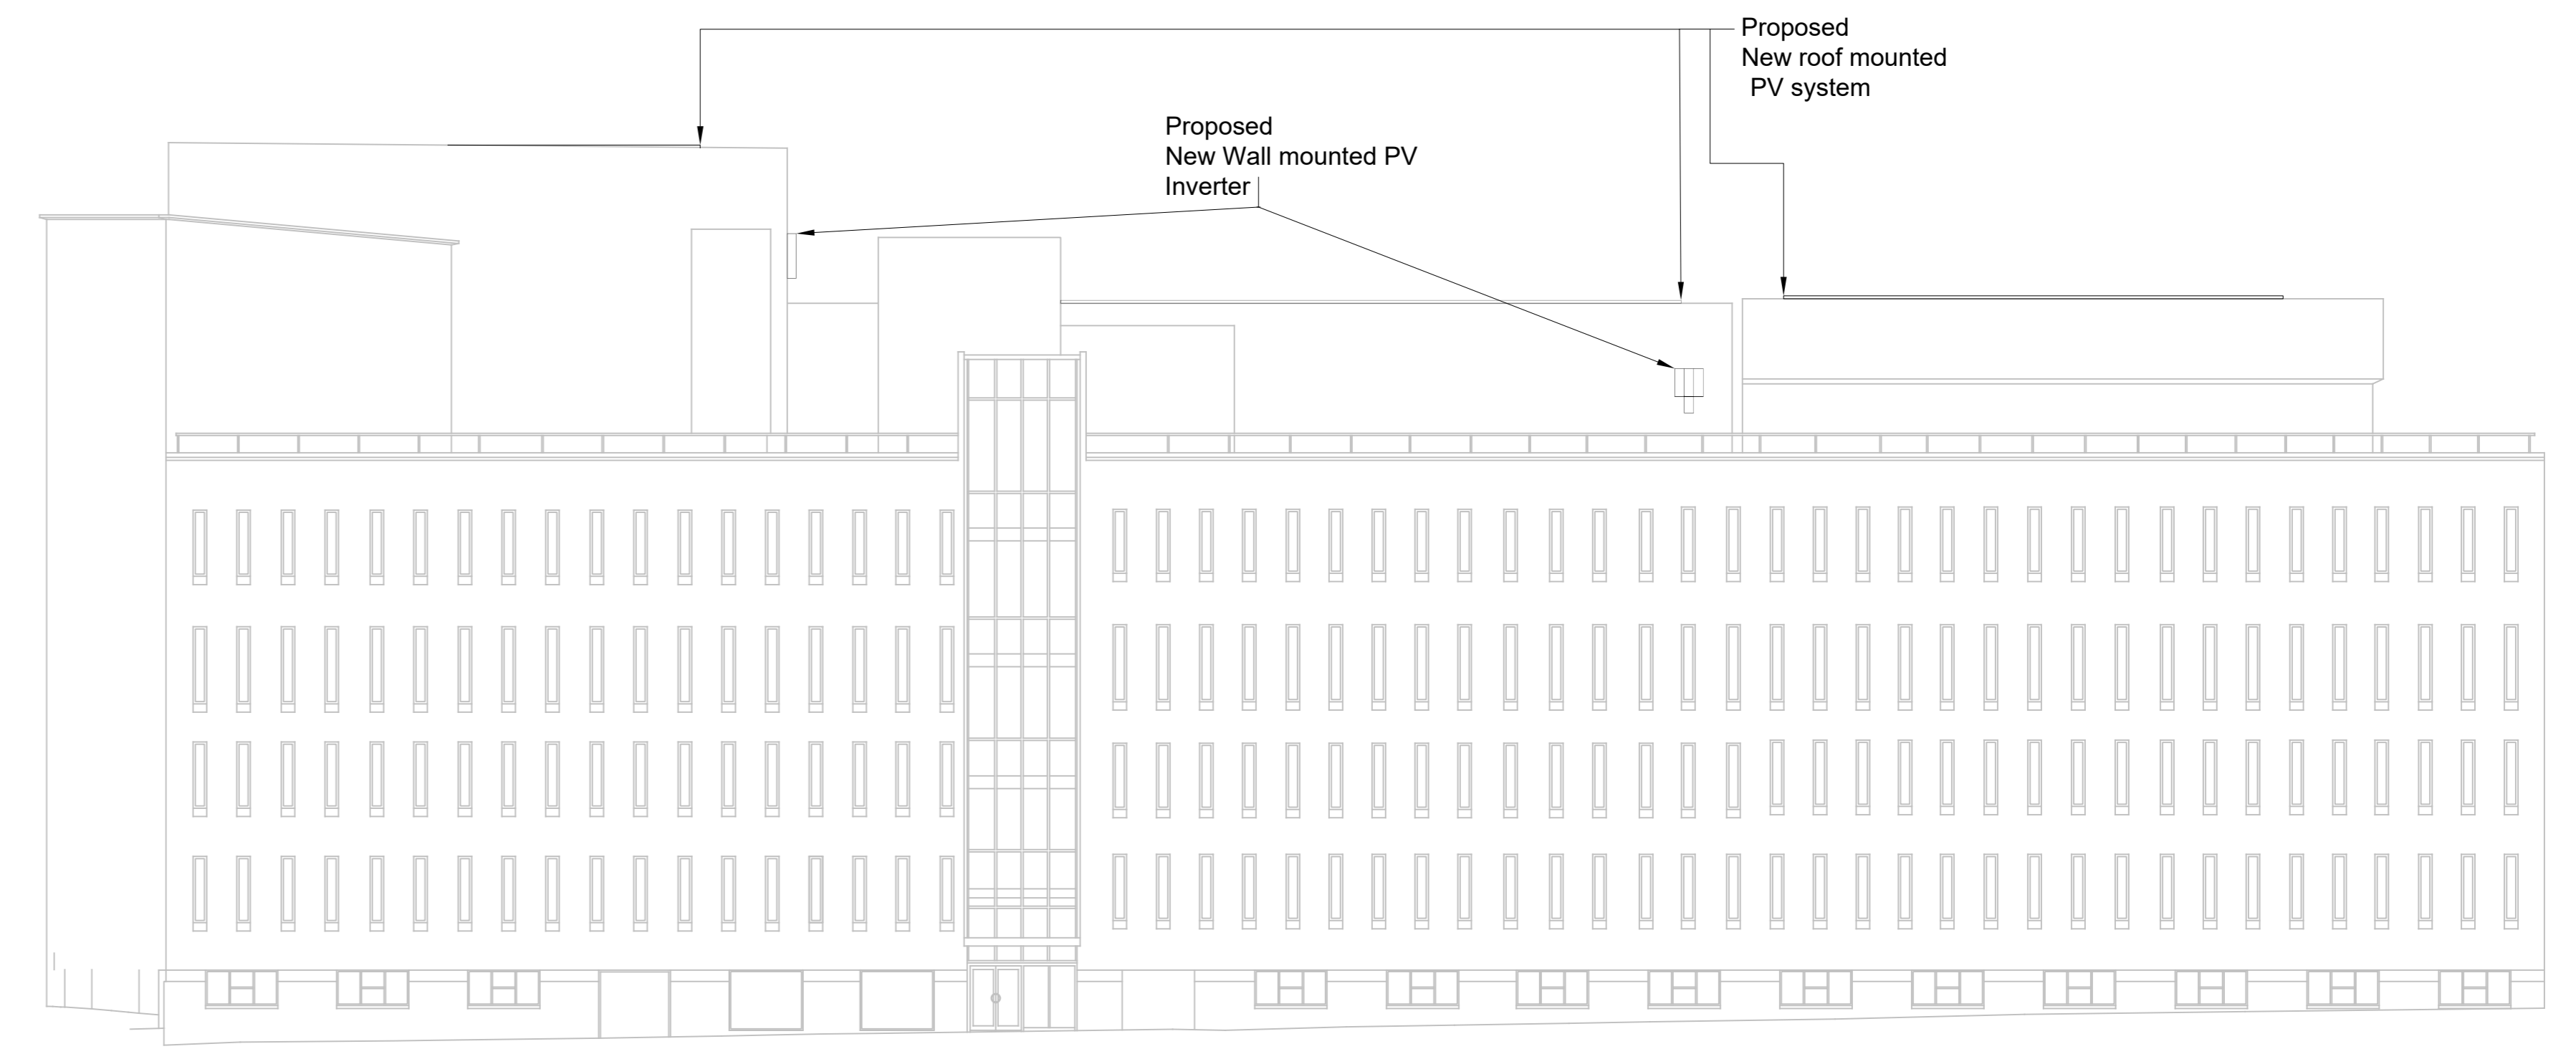 Proposed
New roof mounted
PV system
Proposed
New Wall mounted PV
Inverter